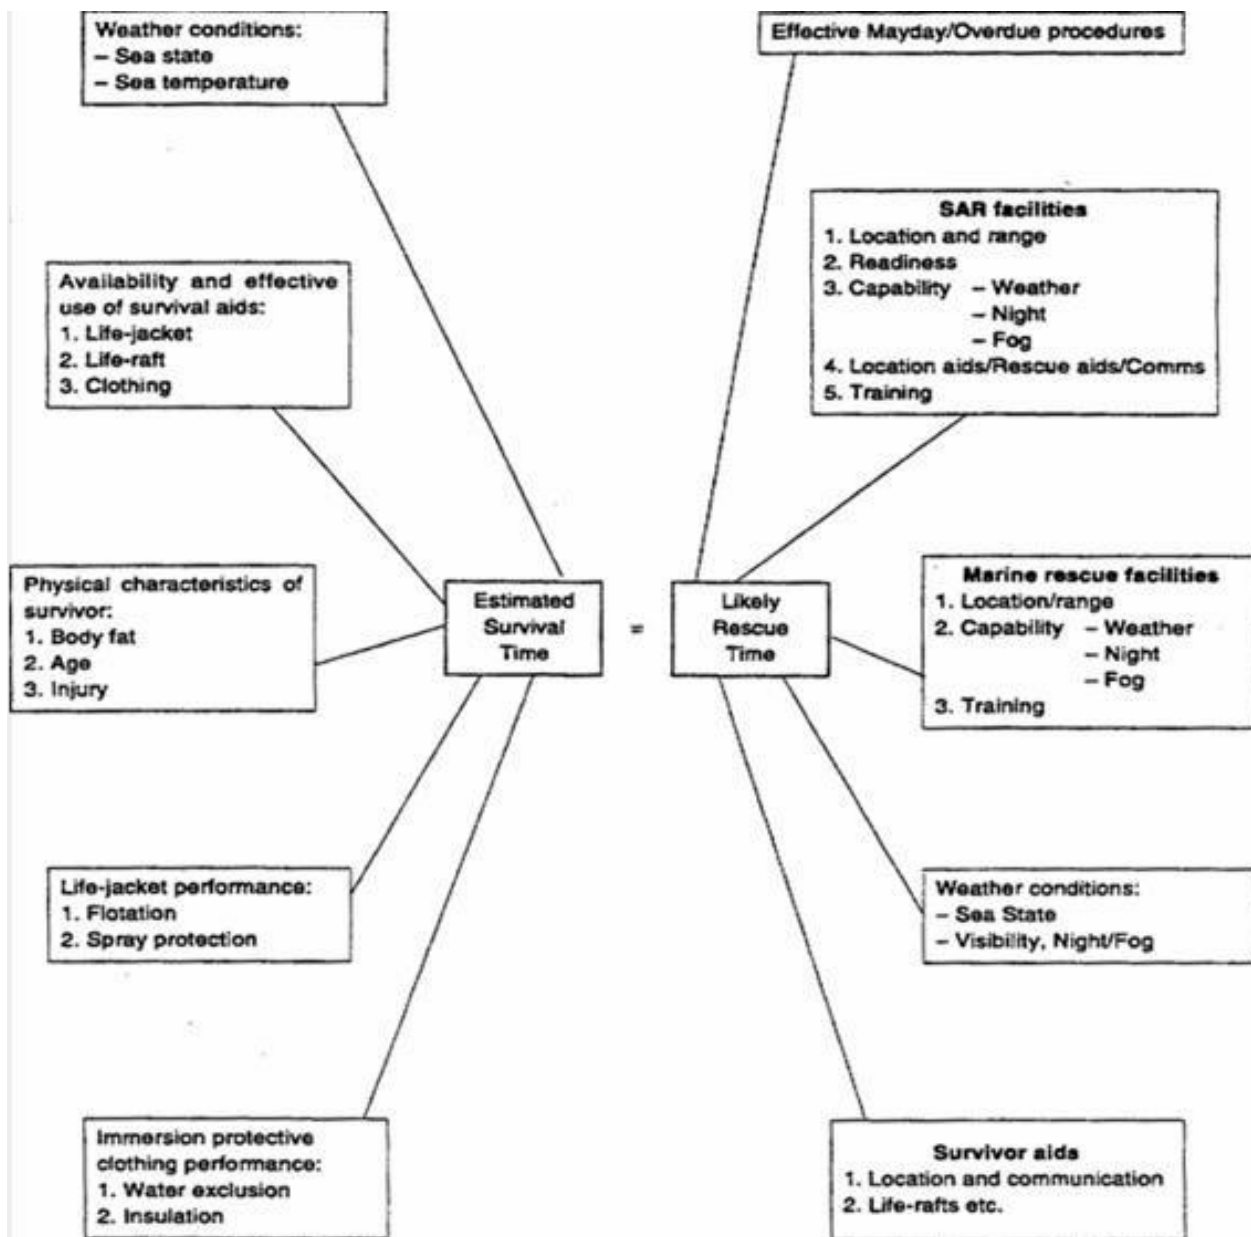 Weather conditions:
– Sea state
– Sea temperature
Effective Mayday/Overdue procedures
SAR facilities
1. Location and range
2. Readiness
3. Capability – Weather
– Night
– Fog
4. Location aids/Rescue aids/Comms
5. Training
Availability and effective
use of survival aids:
1. Life-jacket
2. Life-raft
3. Clothing
Physical characteristics of
survivor:
1. Body fat
2. Age
3. Injury
Estimated
Survival
Time
=
Likely
Rescue
Time
Marine rescue facilities
1. Location/range
2. Capability – Weather
– Night
– Fog
3. Training
Life-jacket performance:
1. Flotation
2. Spray protection
Weather conditions:
– Sea State
– Visibility, Night/Fog
Immersion protective
clothing performance:
1. Water exclusion
2. Insulation
Survivor aids
1. Location and communication
2. Life-rafts etc.